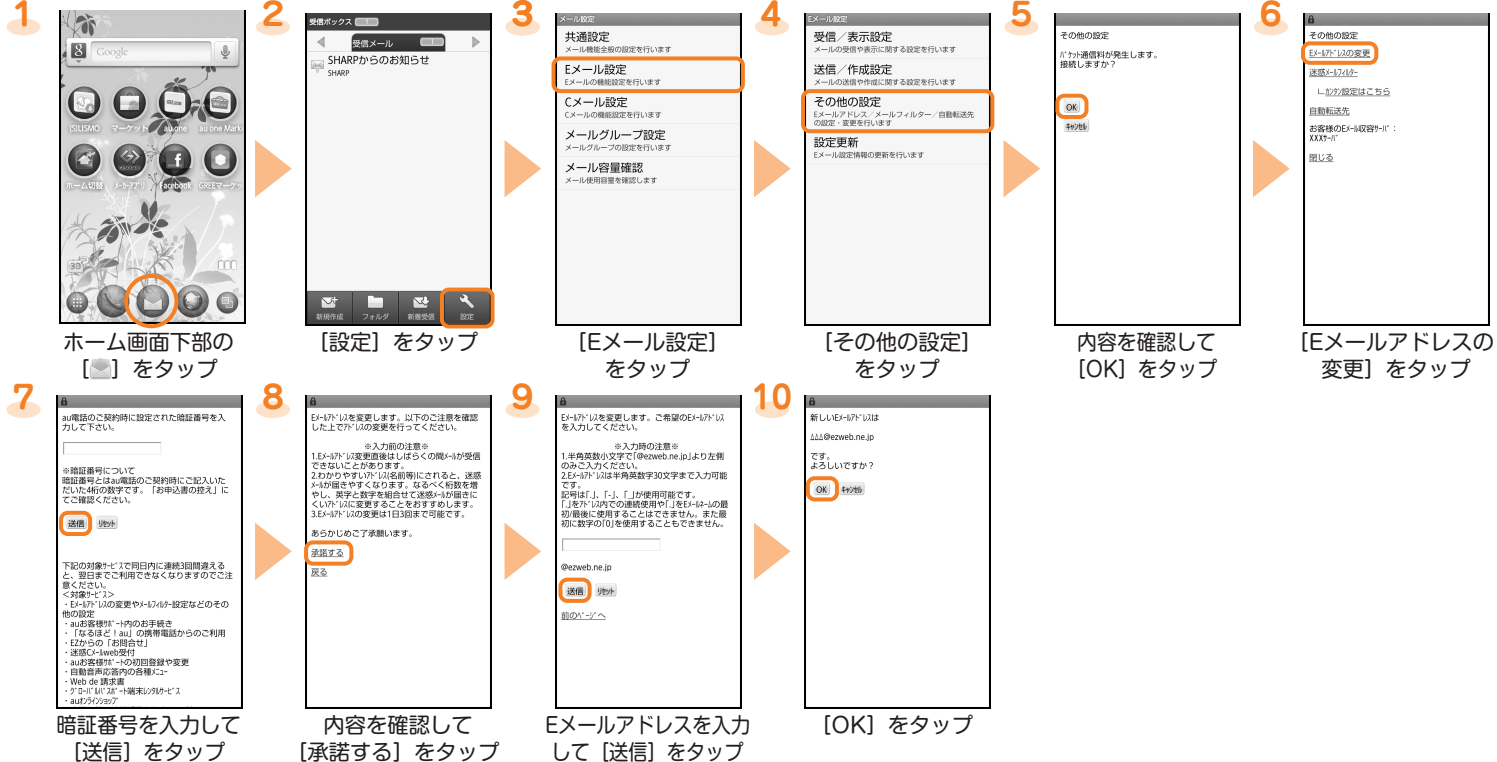 1
Google
ISLISMO
マーケット
au one
au one Mark
ホーム切替
メーカーアプリ
Facebook
GREEマーケッ
3D
ホーム画面下部の
[ ]をタップ
2
受信ボックス
受信メール
SHARPからのお知らせ
SHARP
新規作成
フォルダ
新着受信
設定
[設定]をタップ
3
メール設定
共通設定
メール機能全般の設定を行います
Eメール設定
Eメールの機能設定を行います
Cメール設定
Cメールの機能設定を行います
メールグループ設定
メールグループの設定を行います
メール容量確認
メール使用容量を確認します
[Eメール設定]
をタップ
4
Eメール設定
受信/表示設定
メールの受信や表示に関する設定を行います
送信/作成設定
メールの送信や作成に関する設定を行います
その他の設定
Eメールアドレス/メールフィルター/自動転送先
の設定・変更を行います
設定更新
Eメール設定情報の更新を行います
[その他の設定]
をタップ
5
その他の設定
パケット通信料が発生します。
接続しますか?
OK
キャンセル
内容を確認して
[OK]をタップ
6
その他の設定
Eメールアドレスの変更
迷惑メールフィルター
∟カンタン設定はこちら
自動転送先
お客様のEメール収容サーバ:
XXXサーバ
閉じる
[Eメールアドレスの
変更]をタップ
7
au電話のご契約時に設定された暗証番号を入
力して下さい。
※暗証番号について
暗証番号とはau電話のご契約時にご記入いた
だいた4桁の数字です。「お申込書の控え」に
てご確認ください。
送信 リセット
下記の対象サービスで同日内に連続3回間違える
と、翌日までご利用できなくなりますのでご注
意ください。
<対象サービス>
・Eメールアドレスの変更やメールフィルター設定などのその
他の設定
・auお客様サポート内のお手続き
・「なるほど!au」の携帯電話からのご利用
・EZからの「お問合せ」
・迷惑Cメールweb受付
・auお客様サポートの初回登録や変更
・自動音声応答内の各種メニュー
・Web de 請求書
・グローバルパスポート端末レンタルサービス
・auオンラインショップ
暗証番号を入力して
[送信]をタップ
8
Eメールアドレスを変更します。以下のご注意を確認
した上でアドレスの変更を行ってください。
※入力前の注意※
1.Eメールアドレス変更直後はしばらくの間メールが受信
できないことがあります。
2.わかりやすいアドレス(名前等)にされると、迷惑
メールが届きやすくなります。なるべく桁数を増
やし、英字と数字を組合せて迷惑メールが届きに
くいアドレスに変更することをおすすめします。
3.Eメールアドレスの変更は1日3回まで可能です。
あらかじめご了承願います。
承諾する
戻る
内容を確認して
[承諾する]をタップ
9
Eメールアドレスを変更します。ご希望のEメールアドレス
を入力してください。
※入力時の注意※
1.半角英数小文字で「@ezweb.ne.jp」より左側
のみご入力ください。
2.Eメールアドレスは半角英数字30文字まで入力可能
です。
記号は「.」、「-」、「_」が使用可能です。
「.」をアドレス内での連続使用や「.」をEメールネームの最
初/最後に使用することはできません。また最
初に数字の「0」を使用することもできません。
@ezweb.ne.jp
送信 リセット
前のページへ
Eメールアドレスを入力
して[送信]をタップ
10
新しいEメールアドレスは
△△△@ezweb.ne.jp
です。
よろしいですか?
OK キャンセル
[OK]をタップ